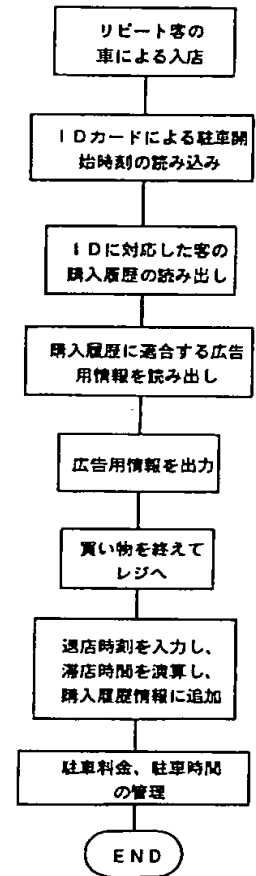 リピート客の
車による入店
IDカードによる駐車開
始時刻の読み込み
IDに対応した客の
購入履歴の読み出し
購入履歴に適合する広告
用情報を読み出し
広告用情報を出力
買い物を終えて
レジへ
退店時刻を入力し、
滞店時間を演算し、
購入履歴情報に追加
駐車料金、駐車時間
の管理
END